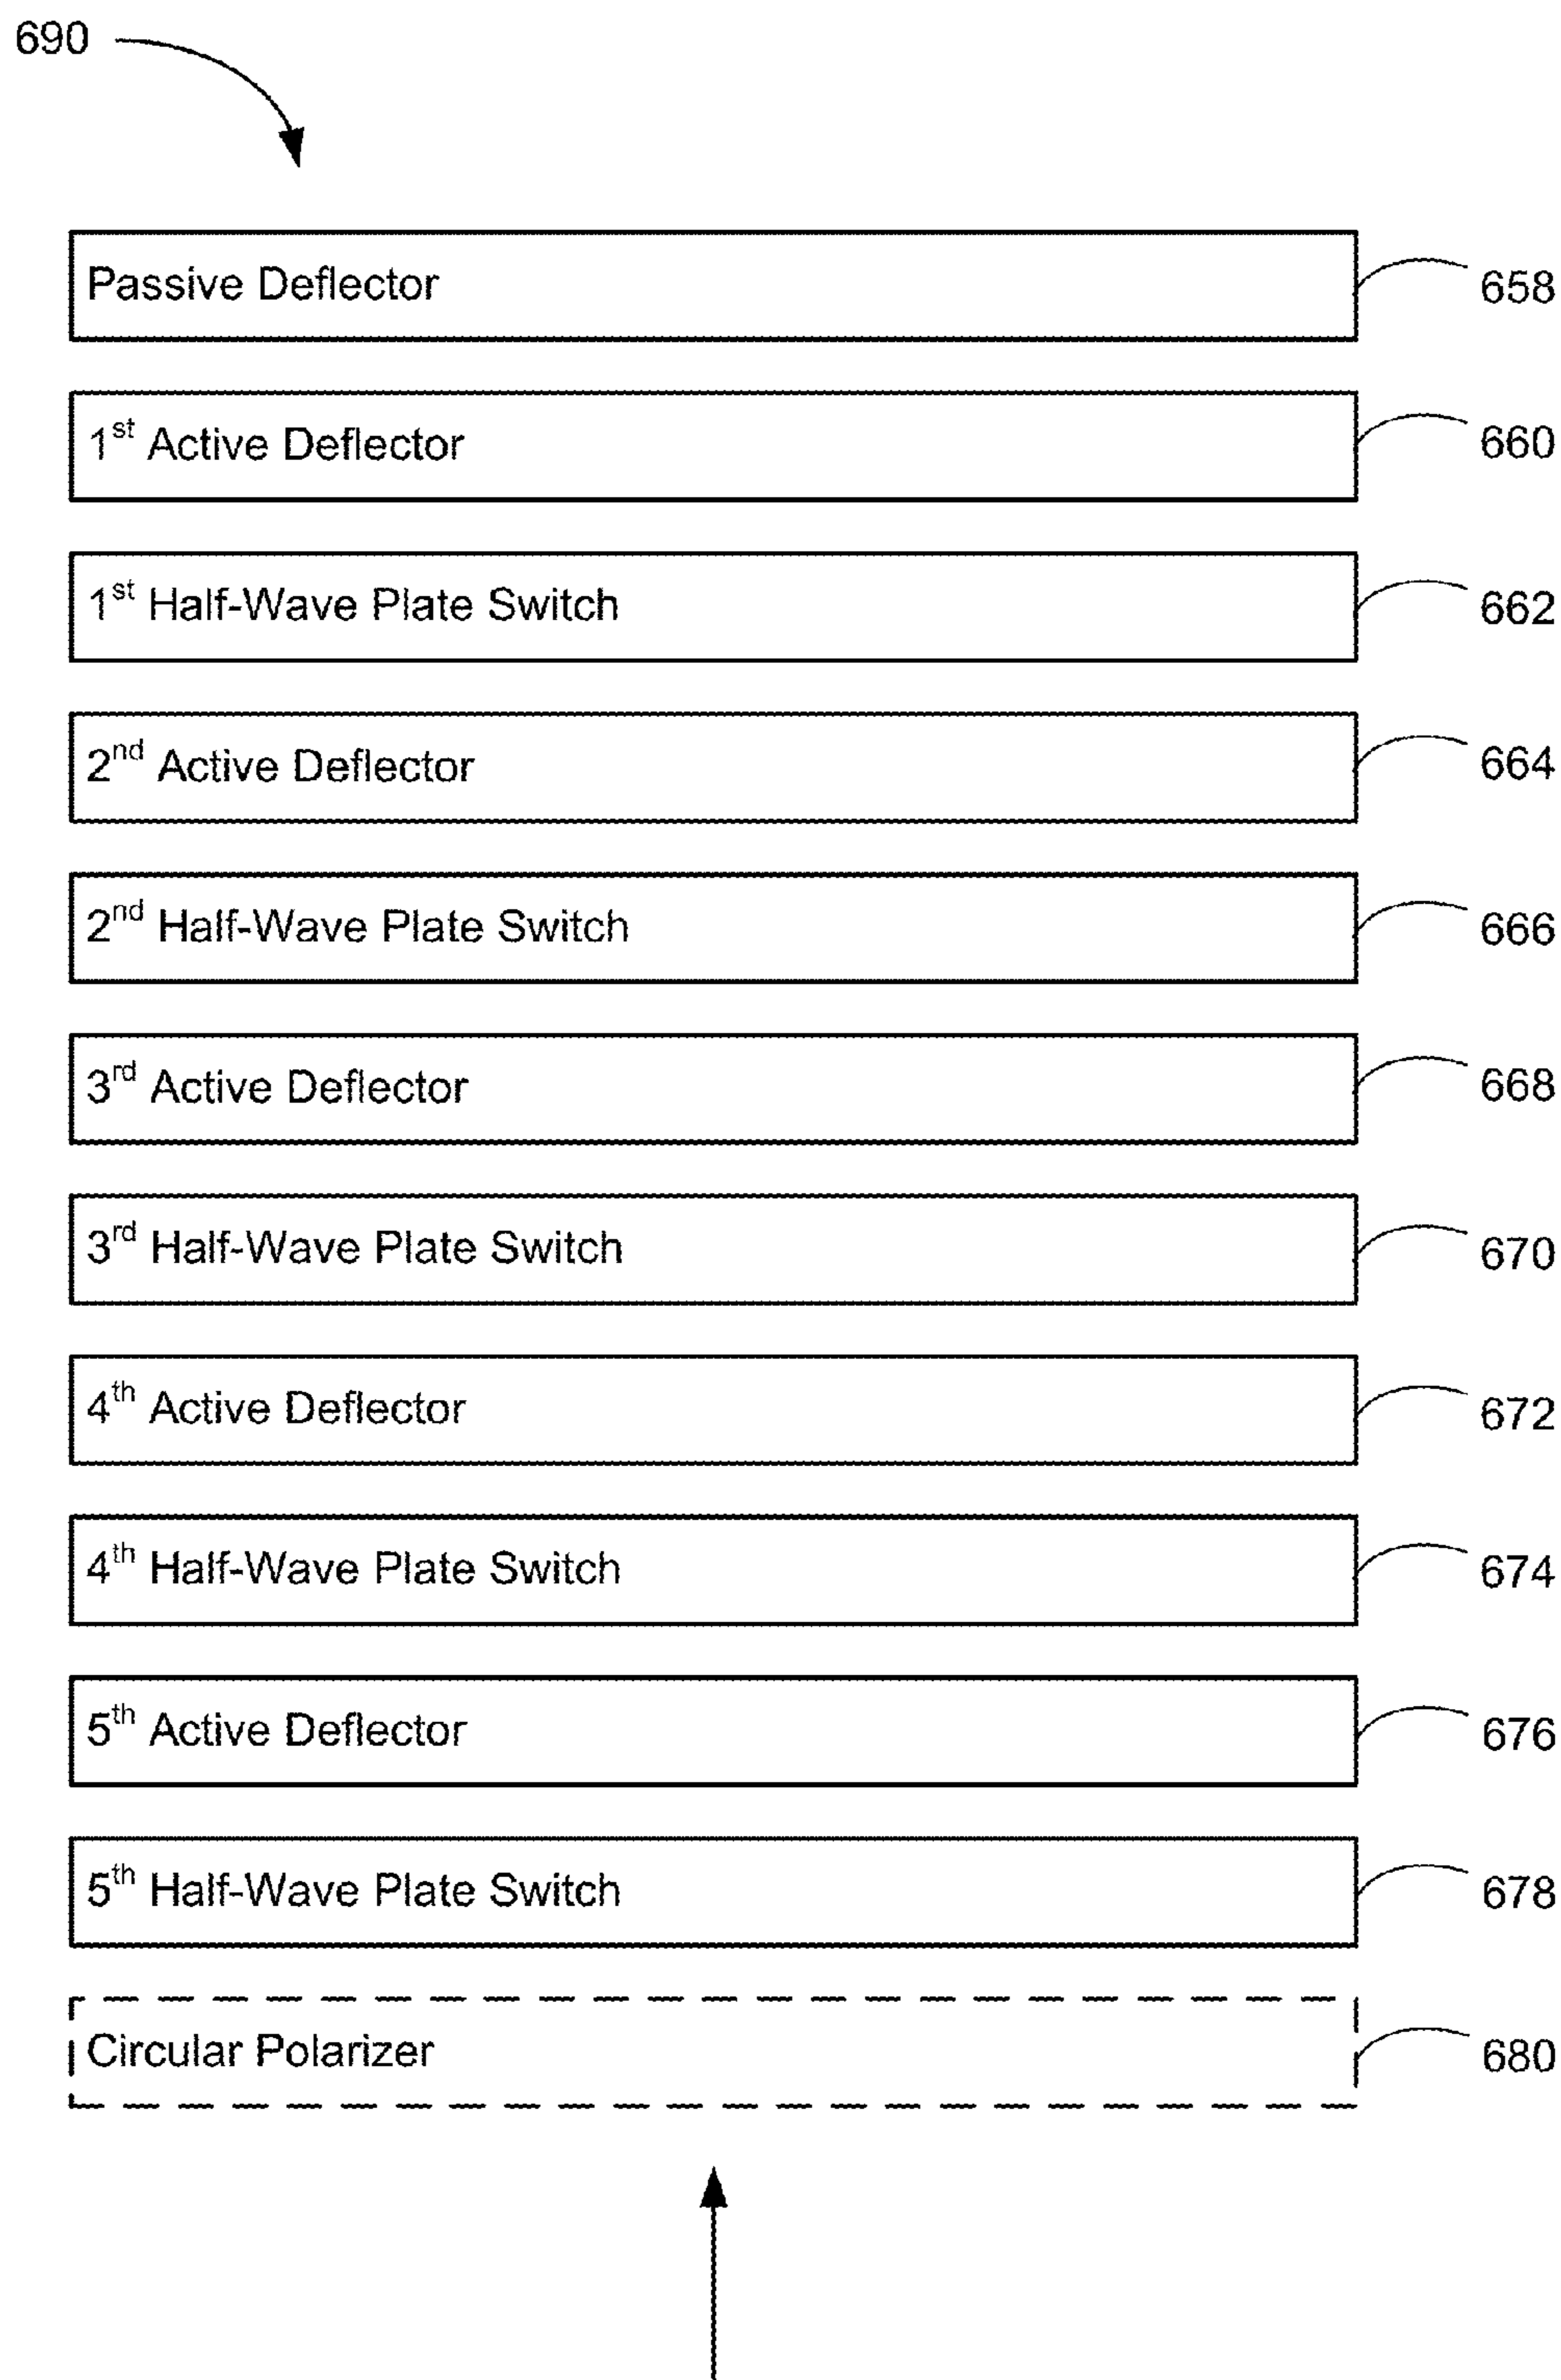 690
Passive Deflector 658
1st Active Deflector 660
1st Half-Wave Plate Switch 662
2nd Active Deflector 664
2nd Half-Wave Plate Switch 666
3rd Active Deflector 668
3rd Half-Wave Plate Switch 670
4th Active Deflector 672
4th Half-Wave Plate Switch 674
5th Active Deflector 676
5th Half-Wave Plate Switch 678
Circular Polarizer 680